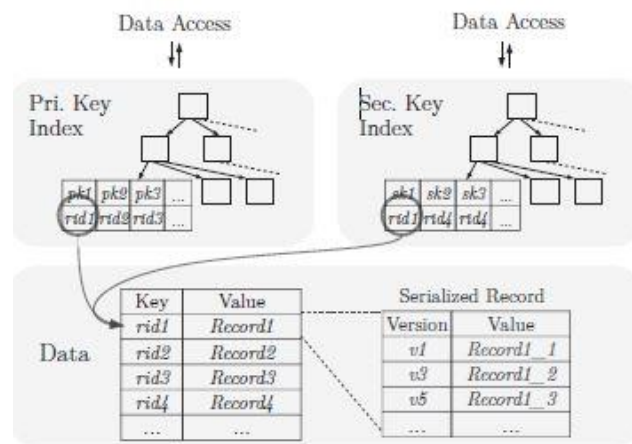 Data Access
Data Access
Pri. Key
Index
Sec. Key
Index
pk1 pk2 pk3 ...
rid1 rid2 rid3 ...
sk1 sk2 sk3 ...
rid1 rid4 rid4 ...
Data
Key Value
rid1 Record1
rid2 Record2
rid3 Record3
rid4 Record4
... ...
Serialized Record
Version Value
v1 Record1_1
v3 Record1_2
v5 Record1_3
... ...